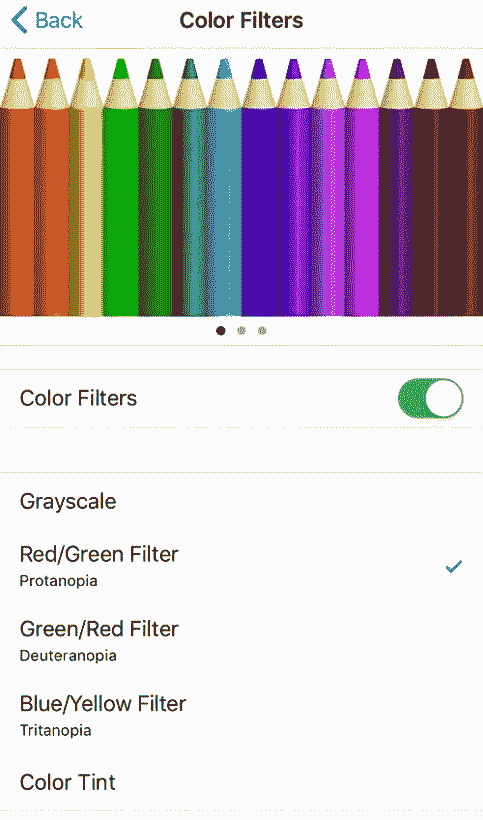 Back
Color Filters
Color Filters
Grayscale
Red/Green Filter
Protanopia
Green/Red Filter
Deuteranopia
Blue/Yellow Filter
Tritanopia
Color Tint